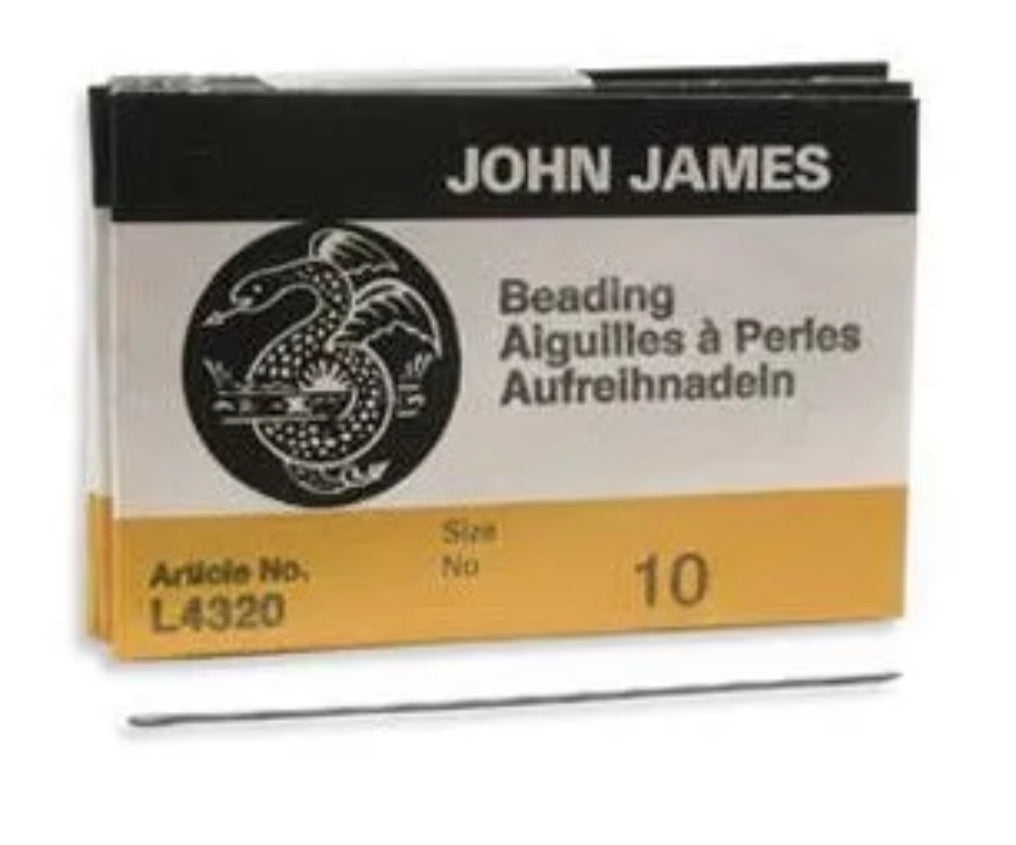 JOHN JAMES
Beading
Aiguilles à Perles
Aufreihnadeln
Size
No
10
Article No.
L4320